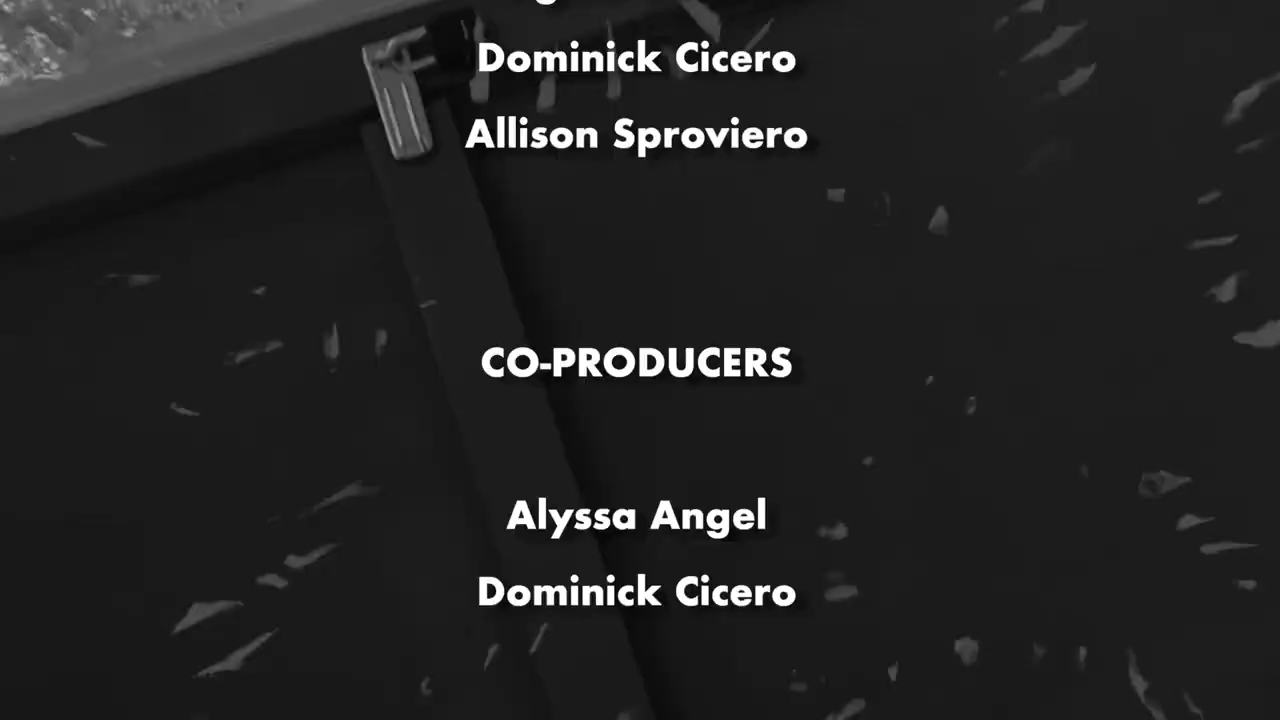 Dominick Cicero
Allison Sproviero
CO-PRODUCERS
Alyssa Angel
Dominick Cicero